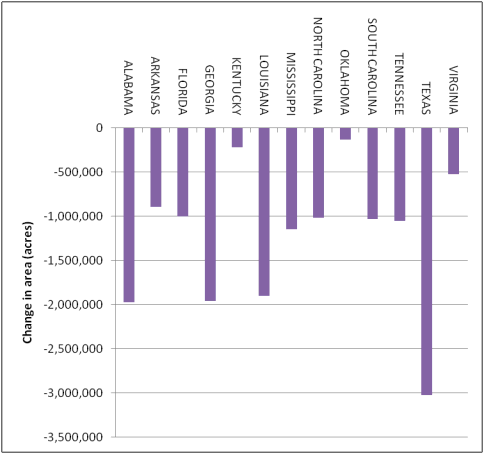 ALABAMA
ARKANSAS
FLORIDA
GEORGIA
KENTUCKY
LOUISIANA
MISSISSIPPI
NORTH CAROLINA
OKLAHOMA
SOUTH CAROLINA
TENNESSEE
TEXAS
VIRGINIA
0
-500,000
-1,000,000
-1,500,000
-2,000,000
-2,500,000
-3,000,000
-3,500,000
Change in area (acres)